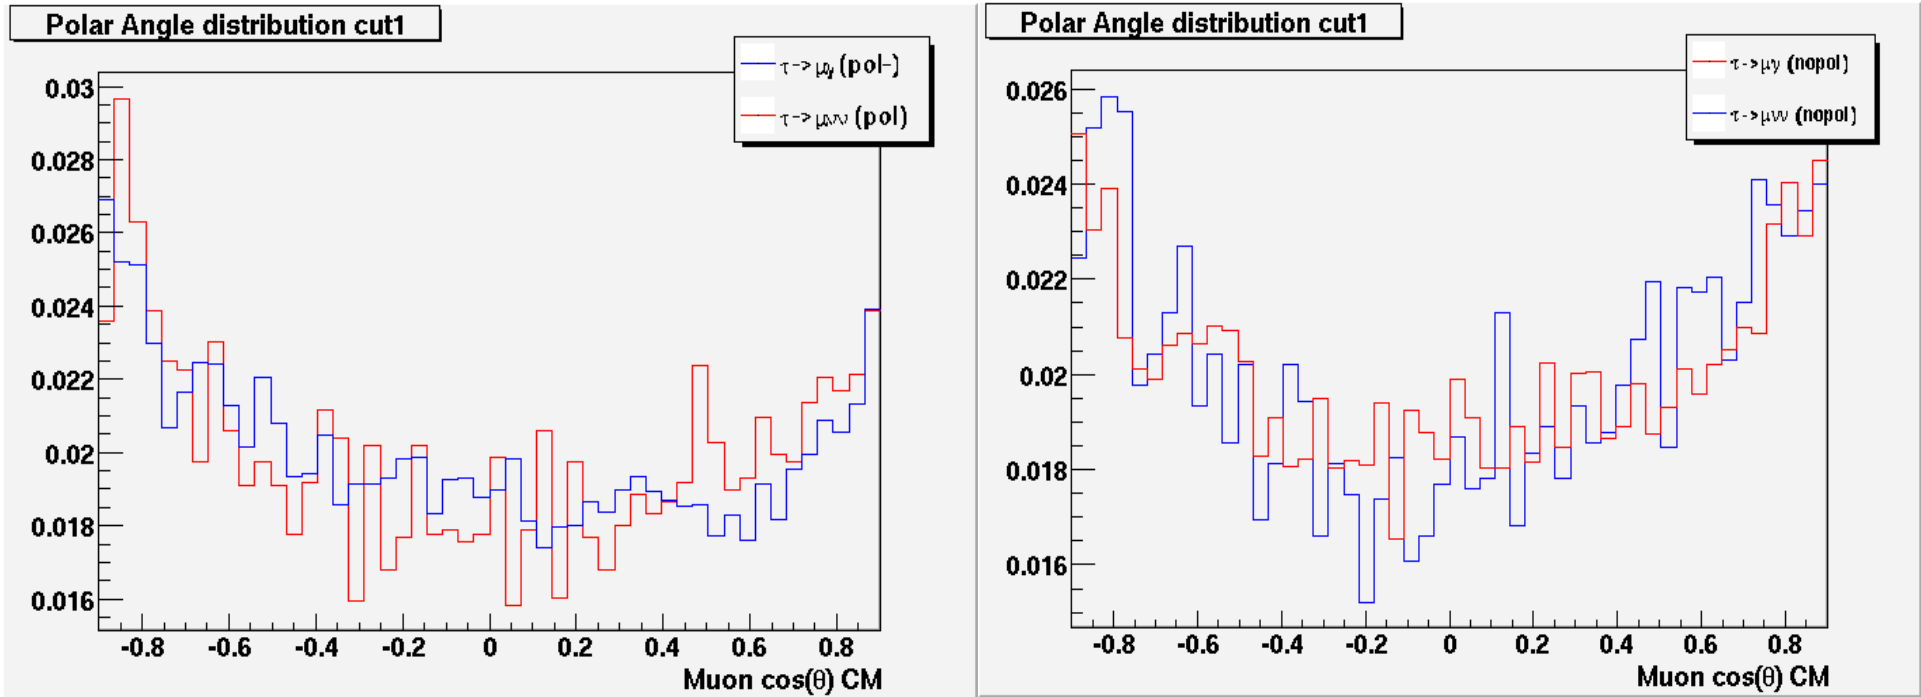 Polar Angle distribution cut1
τ->μγ (pol-)
τ->μνν (pol)
0.03
0.028
0.026
0.024
0.022
0.02
0.018
0.016
-0.8 -0.6 -0.4 -0.2 0 0.2 0.4 0.6 0.8
Muon cos(θ) CM
Polar Angle distribution cut1
τ->μγ (nopol)
τ->μνν (nopol)
0.026
0.024
0.022
0.02
0.018
0.016
-0.8 -0.6 -0.4 -0.2 0 0.2 0.4 0.6 0.8
Muon cos(θ) CM